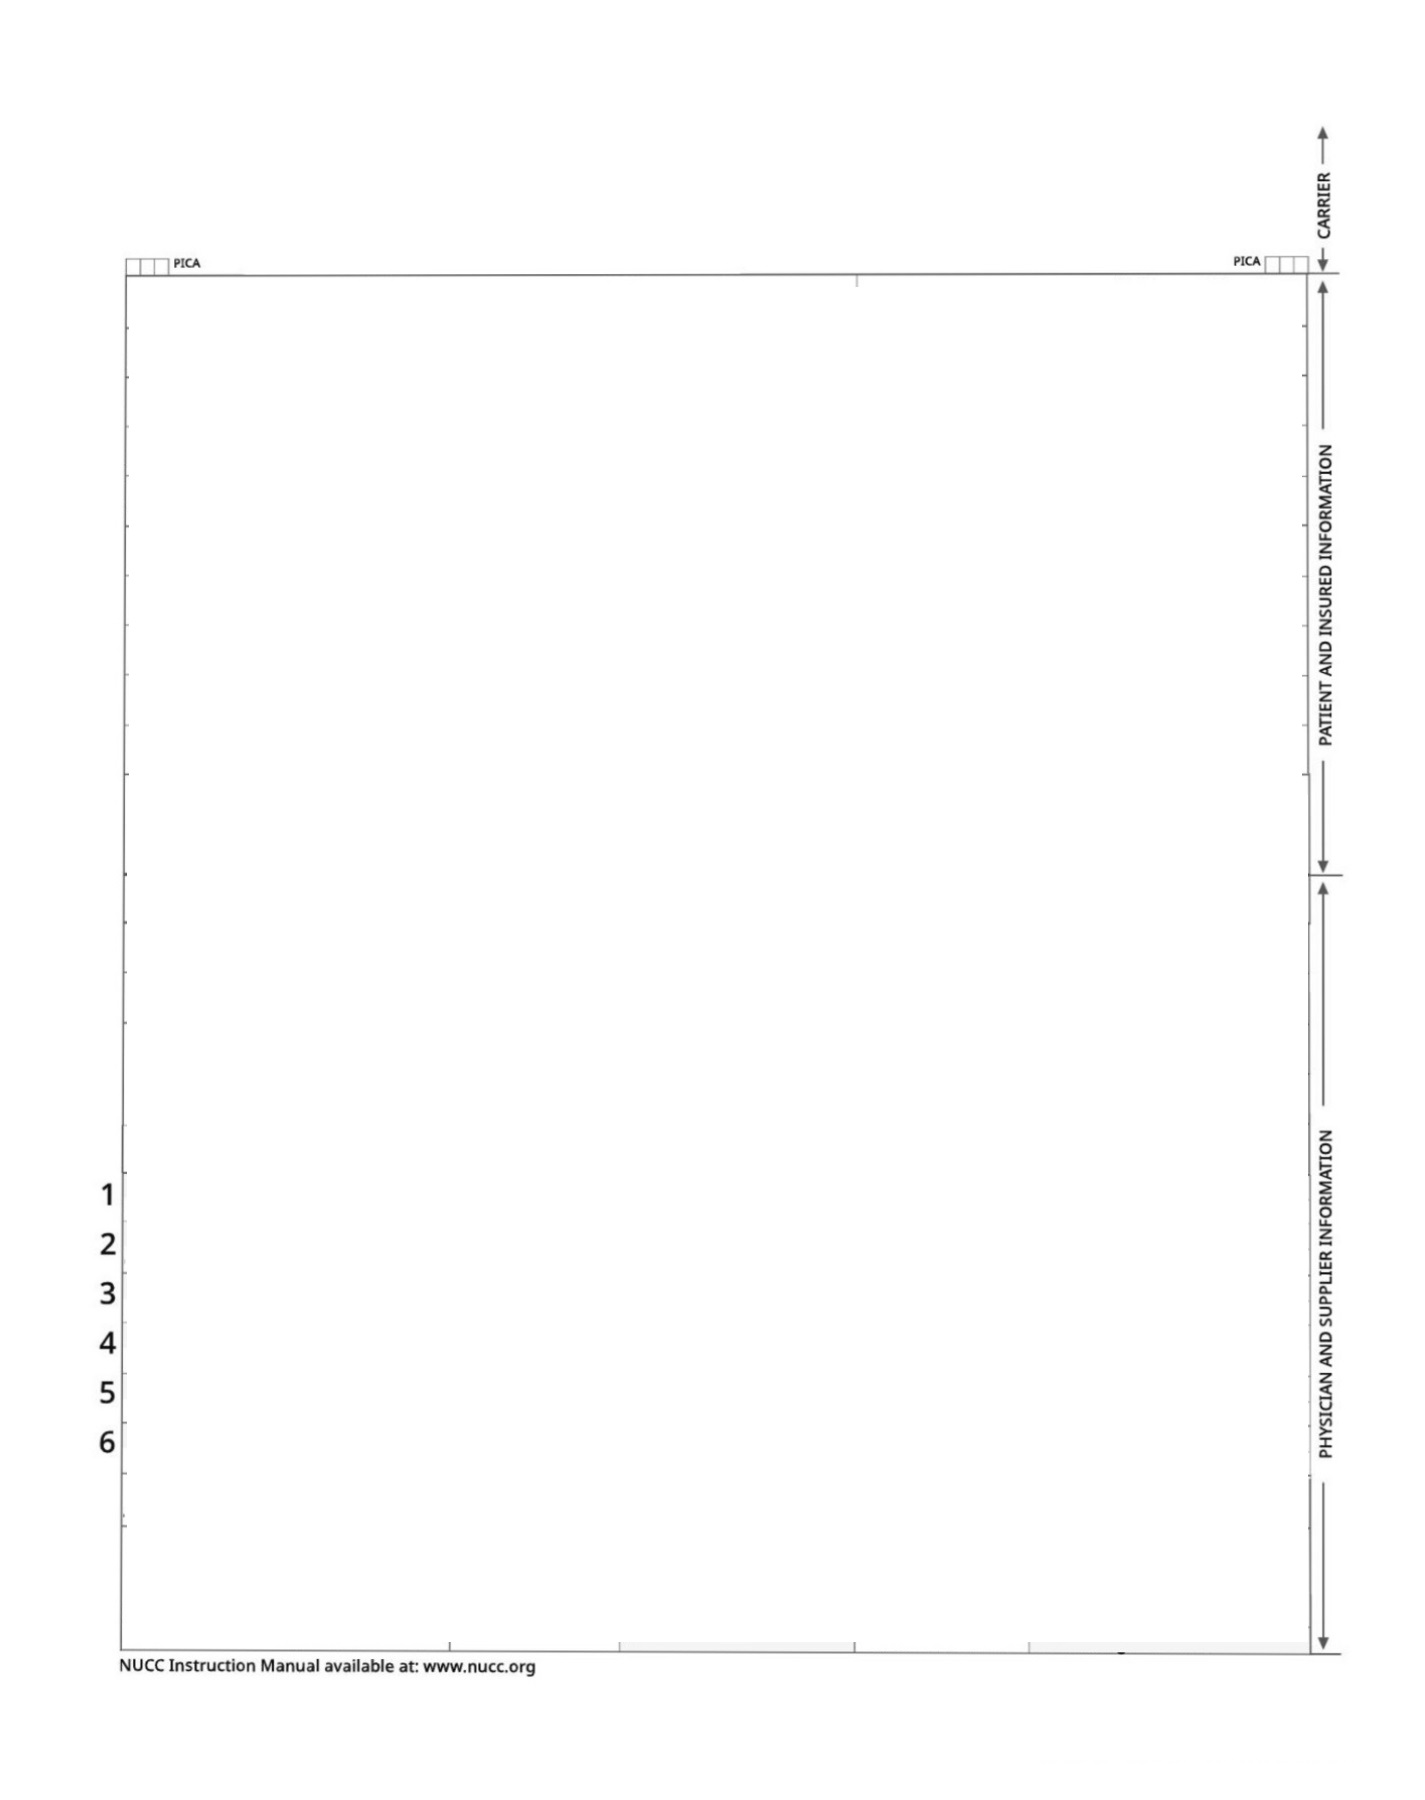 CARRIER
PICA
PICA
PATIENT AND INSURED INFORMATION
1
2
3
4
5
6
PHYSICIAN AND SUPPLIER INFORMATION
NUCC Instruction Manual available at: www.nucc.org